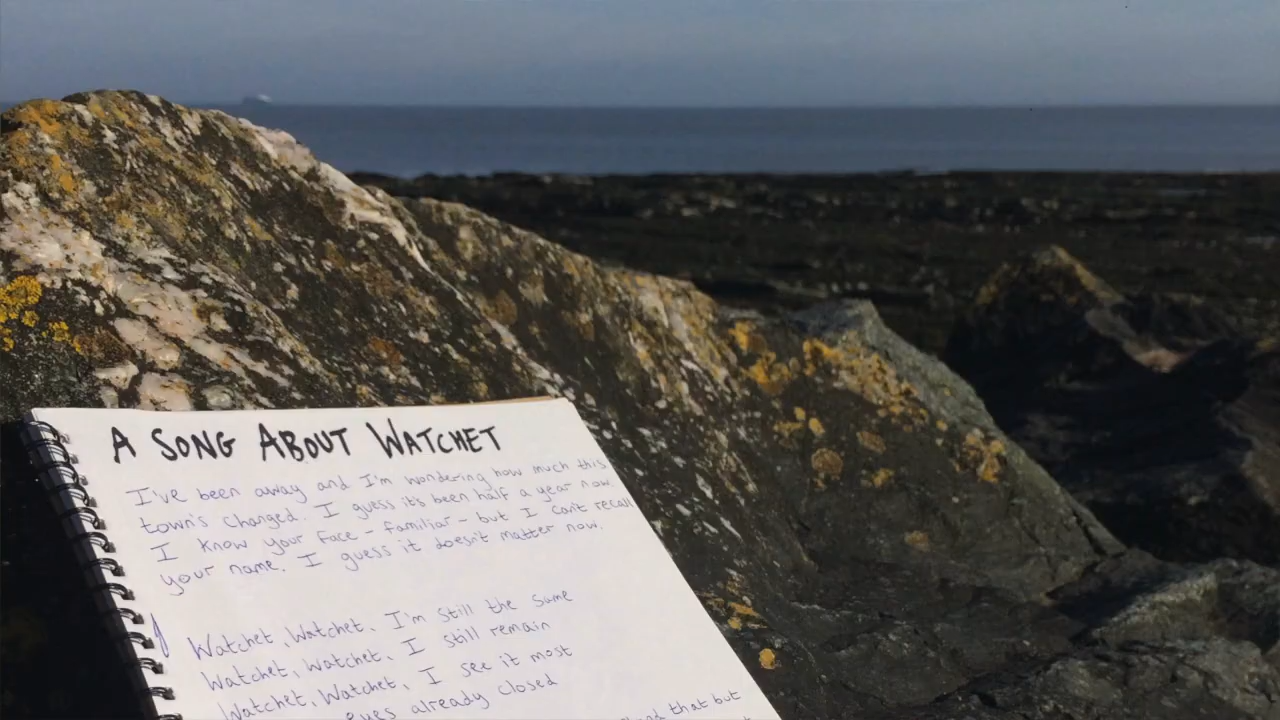 A SONG ABOUT WATCHET
I've been away and I'm wondering how much this
town's changed. I guess it's been half a year now.
I know your face - familiar - but I can't recall
your name. I guess it doesn't matter now.
Watchet, Watchet, I'm still the same
Watchet, Watchet, I still remain
Watchet, Watchet, I see it most
eyes already closed
that but